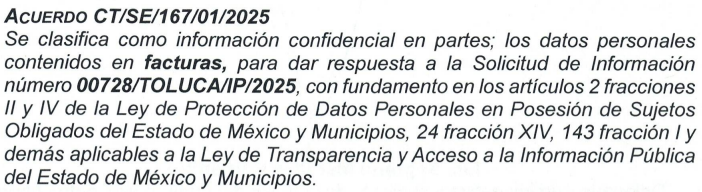 ACUERDO CT/SE/167/01/2025
Se clasifica como información confidencial en partes; los datos personales
contenidos en facturas, para dar respuesta a la Solicitud de Información
número 00728/TOLUCA/IP/2025, con fundamento en los artículos 2 fracciones
II y IV de la Ley de Protección de Datos Personales en Posesión de Sujetos
Obligados del Estado de México y Municipios, 24 fracción XIV, 143 fracción I y
demás aplicables a la Ley de Transparencia y Acceso a la Información Pública
del Estado de México y Municipios.